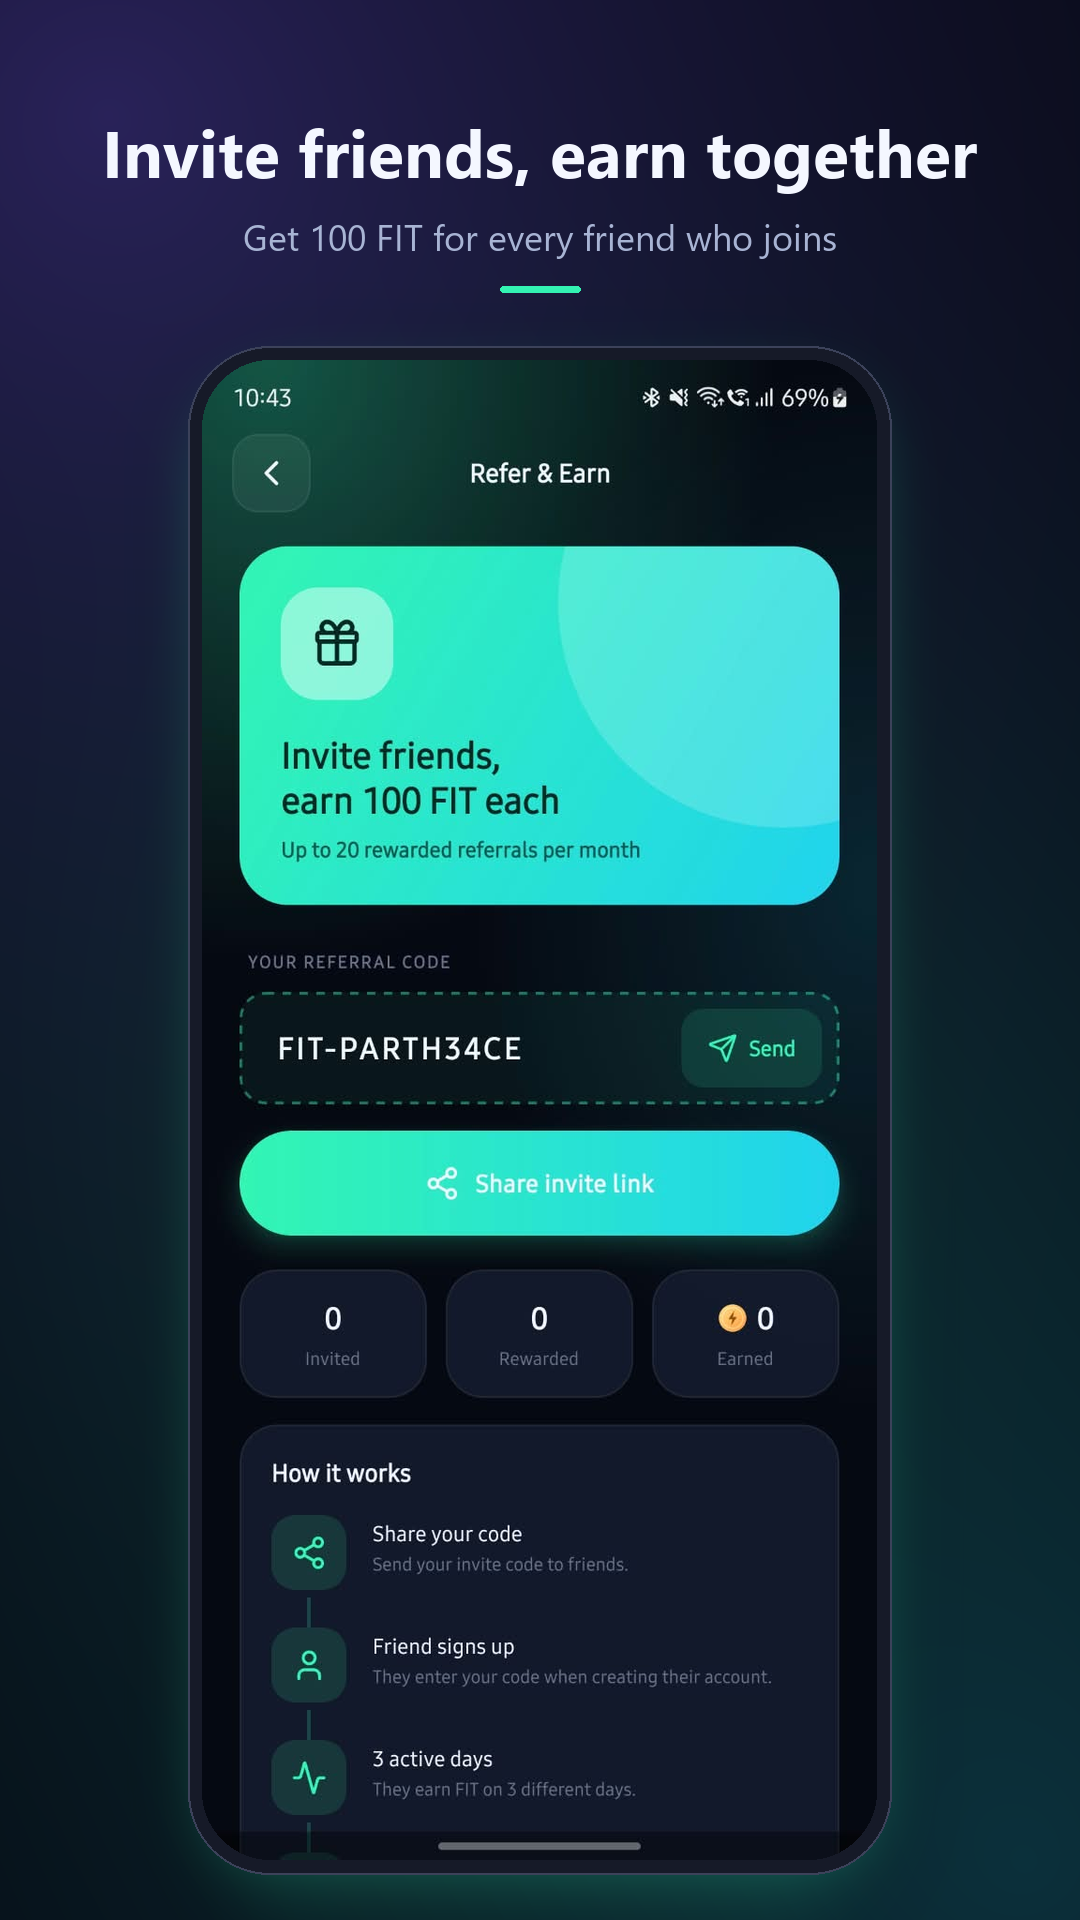 Invite friends, earn together
Get 100 FIT for every friend who joins
10:43
69%
Refer & Earn
Invite friends,
earn 100 FIT each
Up to 20 rewarded referrals per month
YOUR REFERRAL CODE
FIT-PARTH34CE
Send
Share invite link
0
Invited
0
Rewarded
0
Earned
How it works
Share your code
Send your invite code to friends.
Friend signs up
They enter your code when creating their account.
3 active days
They earn FIT on 3 different days.